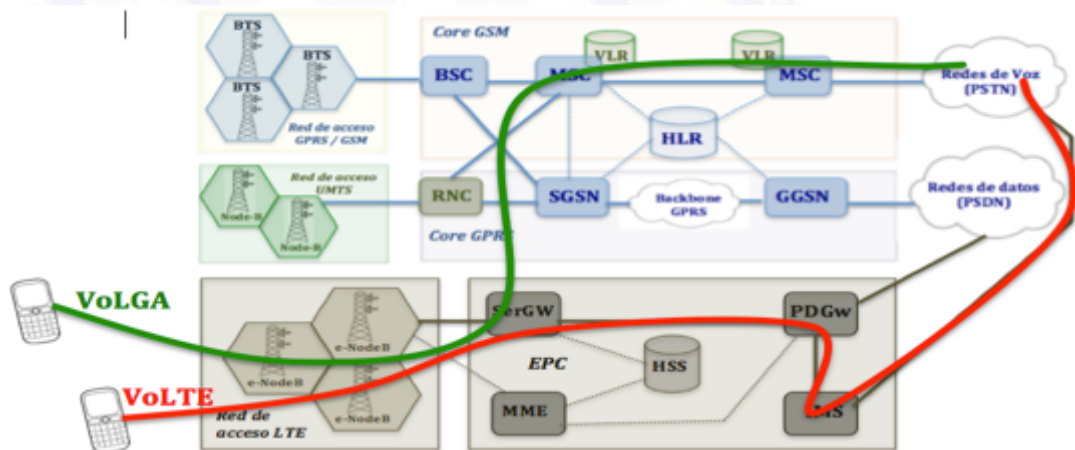 BTS
BTS
BTS
Red de acceso
GPRS / GSM
Core GSM
BSC
MSC
VLR
VLR
MSC
HLR
Redes de Voz
(PSTN)
Red de acceso
UMTS
Node-B
Node-B
RNC
SGSN
Backbone
GPRS
GGSN
Core GPRS
Redes de datos
(PSDN)
VoLGA
VoLTE
e-NodeB
e-NodeB
e-NodeB
Red de
acceso LTE
SerGW
PDGw
EPC
HSS
MME